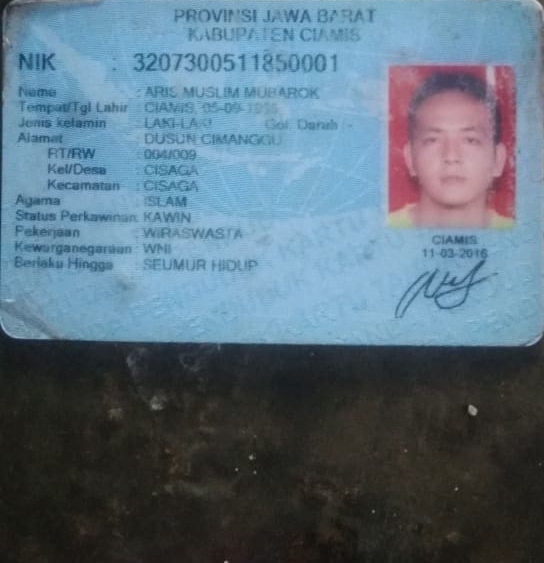 PROVINSI JAWA BARAT
KABUPATEN CIAMIS
NIK : 3207300511850001
Nama : ARIS MUSLIM MUBAROK
Tempat/Tgl Lahir : CIAMIS, 05-09-
Jenis kelamin : LAKI-LAKI Gol. Darah : -
Alamat : DUSUN CIMANGGU
RT/RW : 004/009
Kel/Desa : CISAGA
Kecamatan : CISAGA
Agama : ISLAM
Status Perkawinan: KAWIN
Pekerjaan : WIRASWASTA
Kewarganegaraan : WNI
Berlaku Hingga : SEUMUR HIDUP
CIAMIS
11-03-2016